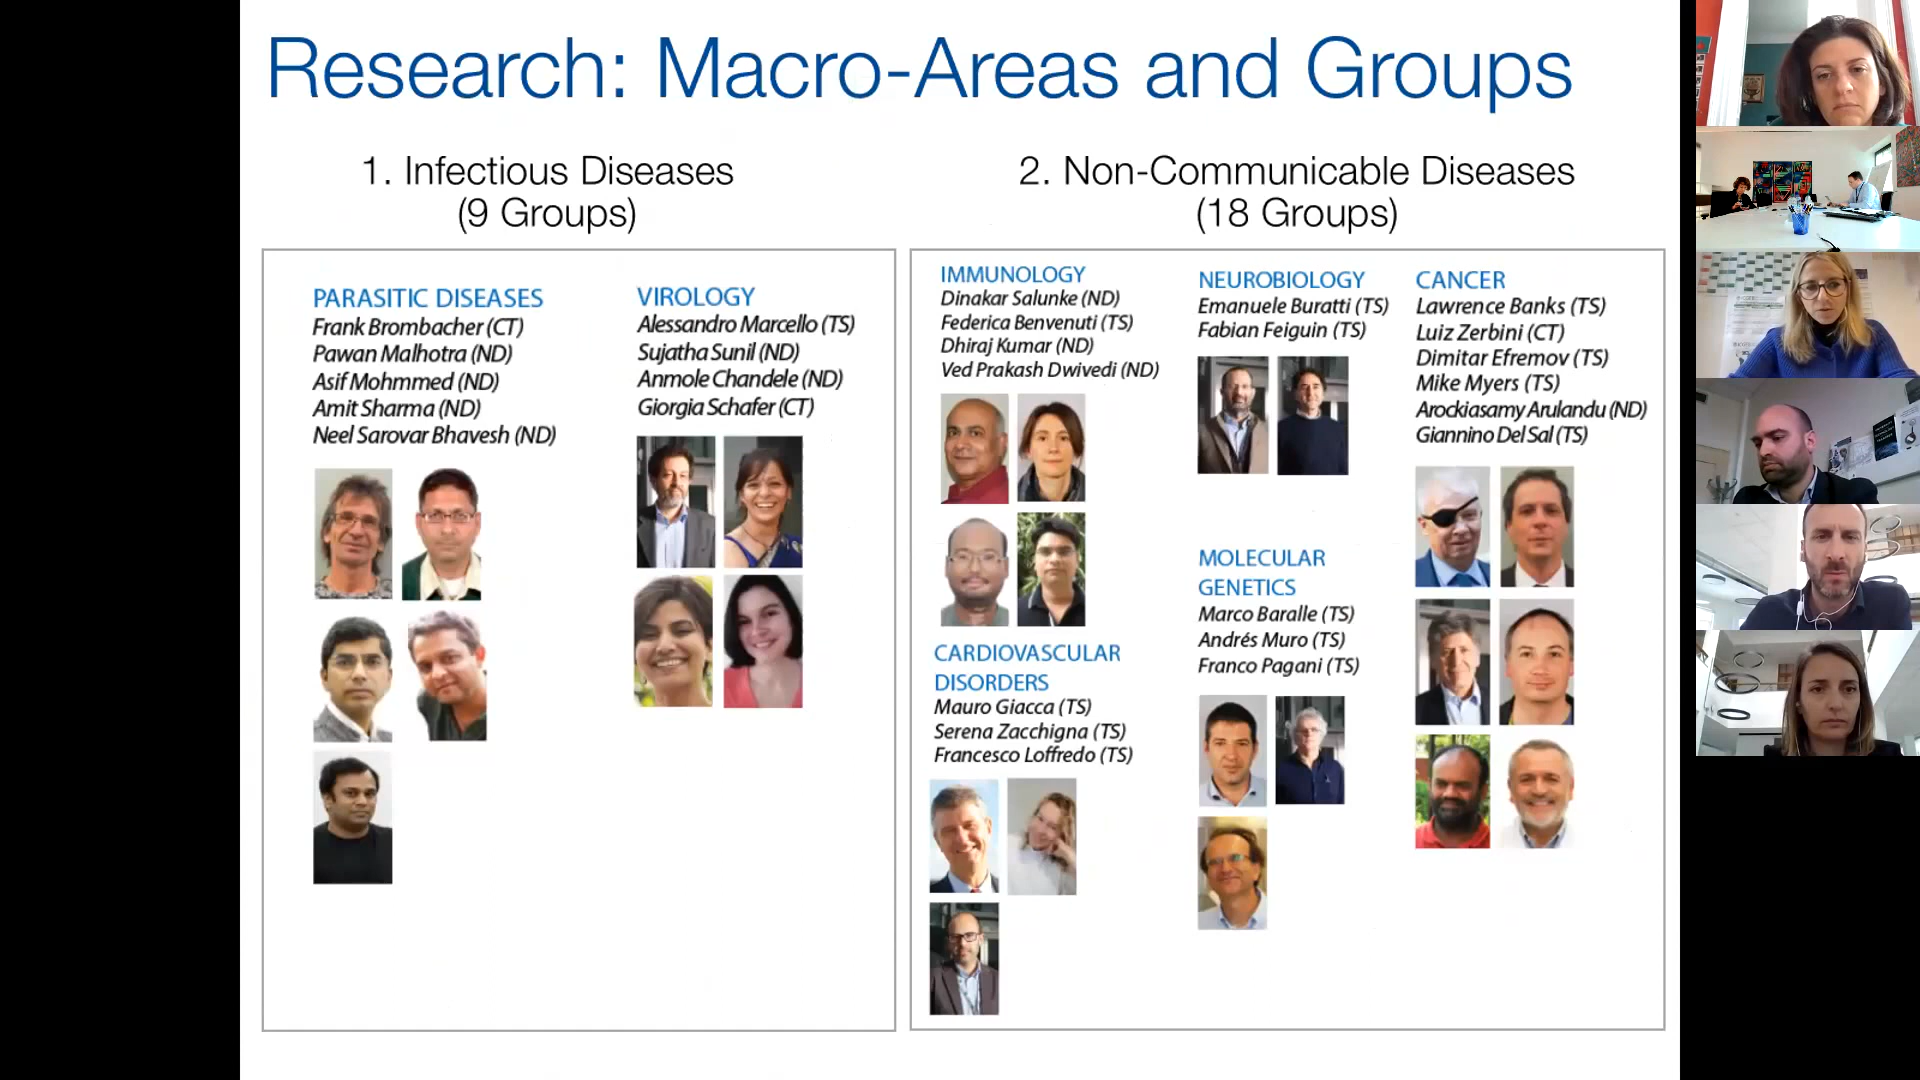 Research: Macro-Areas and Groups
1. Infectious Diseases
(9 Groups)
PARASITIC DISEASES
Frank Brombacher (CT)
Pawan Malhotra (ND)
Asif Mohmmed (ND)
Amit Sharma (ND)
Neel Sarovar Bhavesh (ND)
VIROLOGY
Alessandro Marcello (TS)
Sujatha Sunil (ND)
Anmole Chandele (ND)
Giorgia Schafer (CT)
2. Non-Communicable Diseases
(18 Groups)
IMMUNOLOGY
Dinakar Salunke (ND)
Federica Benvenuti (TS)
Dhiraj Kumar (ND)
Ved Prakash Dwivedi (ND)
CARDIOVASCULAR
DISORDERS
Mauro Giacca (TS)
Serena Zacchigna (TS)
Francesco Loffredo (TS)
NEUROBIOLOGY
Emanuele Buratti (TS)
Fabian Feiguin (TS)
MOLECULAR
GENETICS
Marco Baralle (TS)
Andrés Muro (TS)
Franco Pagani (TS)
CANCER
Lawrence Banks (TS)
Luiz Zerbini (CT)
Dimitar Efremov (TS)
Mike Myers (TS)
Arockiasamy Arulandu (ND)
Giannino Del Sal (TS)